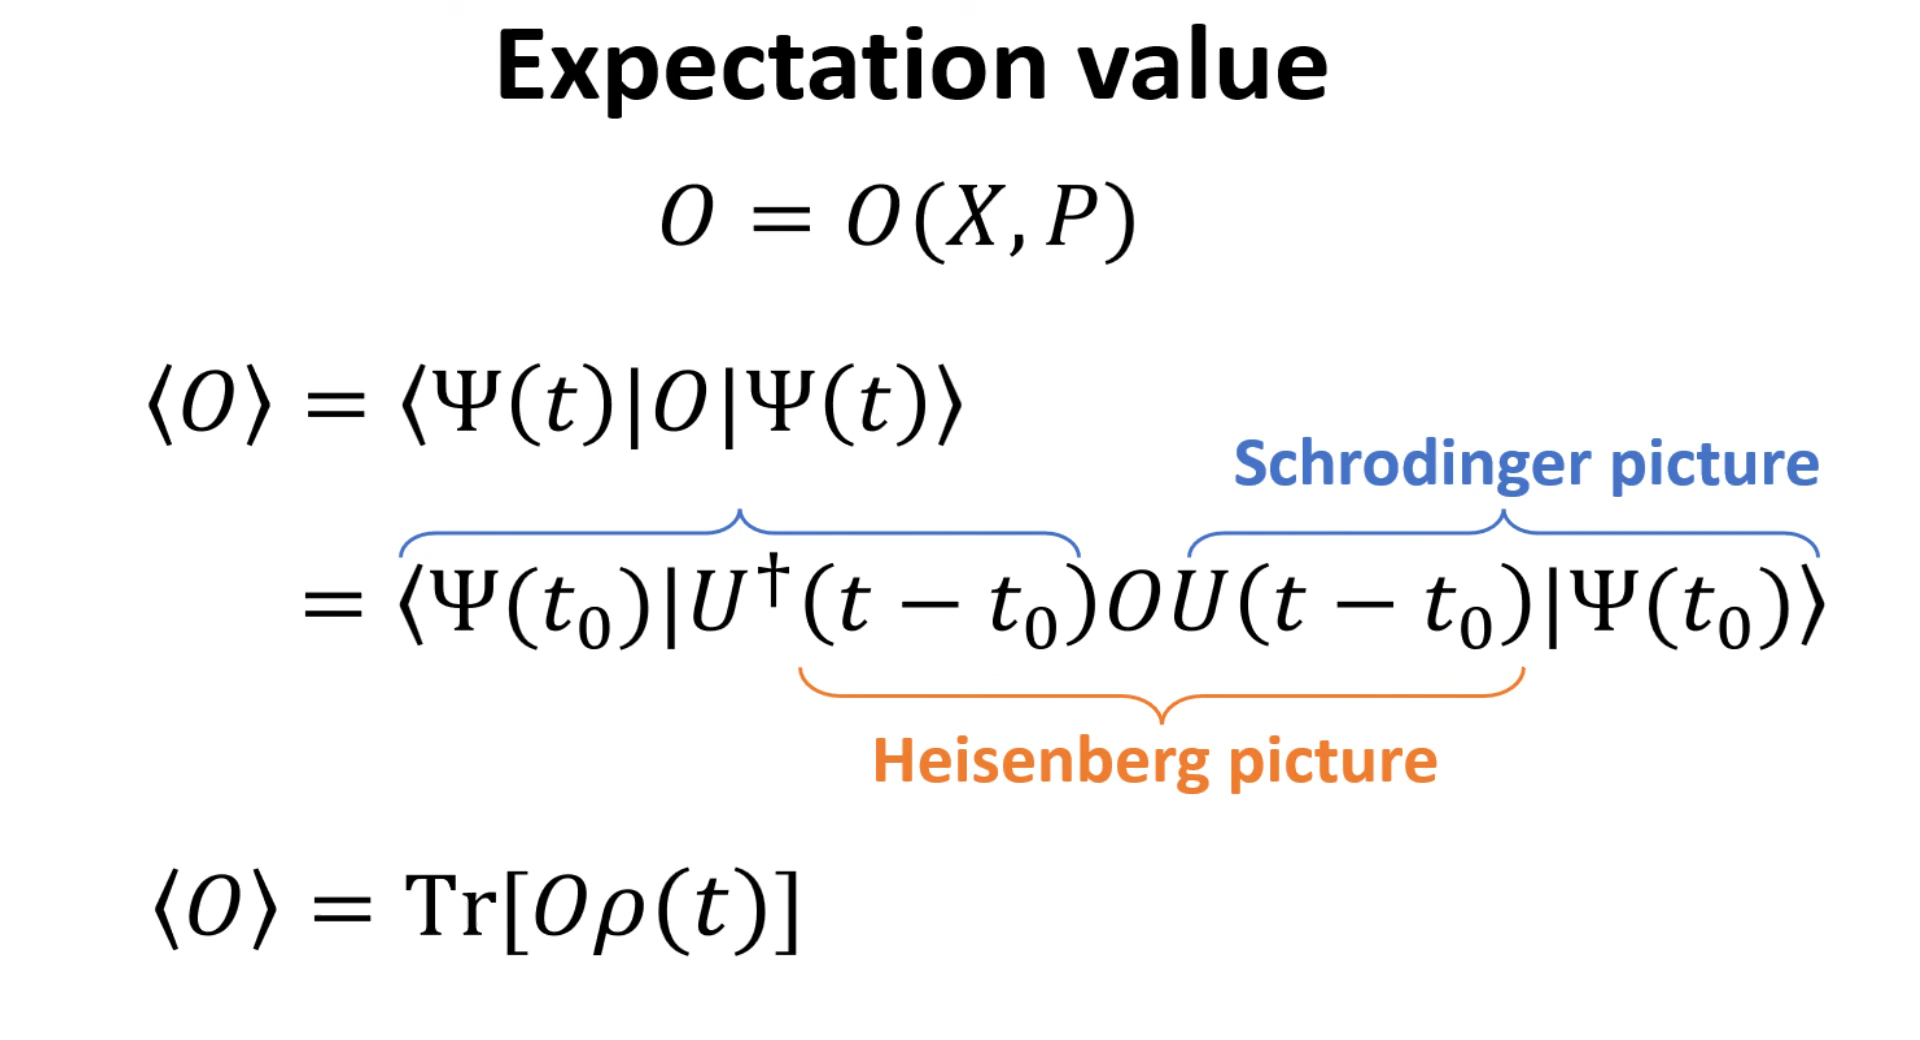 Expectation value
O = O(X, P)
⟨O⟩ = ⟨Ψ(t)|O|Ψ(t)⟩
Schrodinger picture
= ⟨Ψ(t₀)|U†(t − t₀)OU(t − t₀)|Ψ(t₀)⟩
Heisenberg picture
⟨O⟩ = Tr[Oρ(t)]